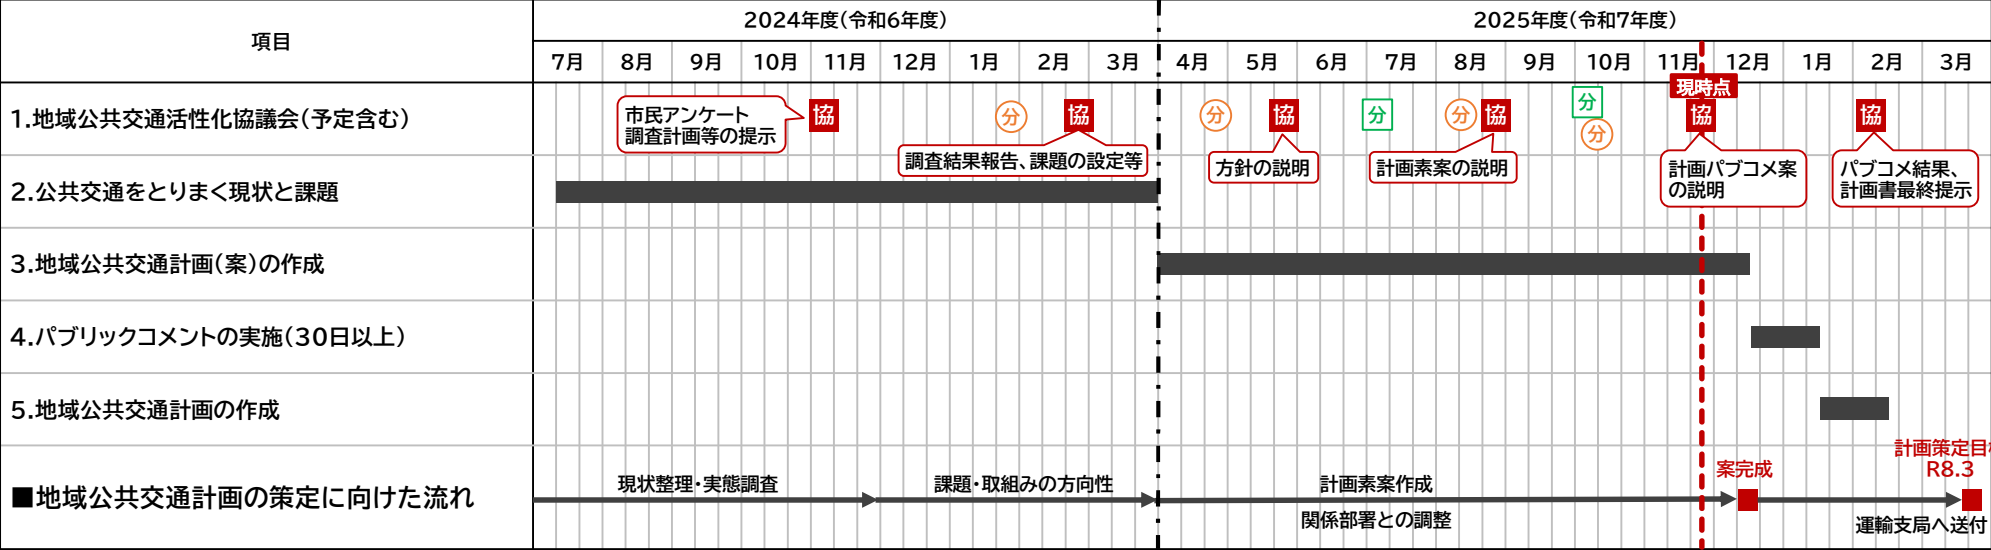 項目
2024年度（令和6年度）
2025年度（令和7年度）
7月 8月 9月 10月 11月 12月 1月 2月 3月 4月 5月 6月 7月 8月 9月 10月 11月 12月 1月 2月 3月
現時点
1.地域公共交通活性化協議会（予定含む）
市民アンケート
調査計画等の提示
協
分
協
調査結果報告、課題の設定等
分
協
方針の説明
分
分
協
計画素案の説明
分
分
協
計画パブコメ案
の説明
協
パブコメ結果、
計画書最終提示
2.公共交通をとりまく現状と課題
3.地域公共交通計画（案）の作成
4.パブリックコメントの実施（30日以上）
5.地域公共交通計画の作成
■地域公共交通計画の策定に向けた流れ
現状整理・実態調査
課題・取組みの方向性
計画素案作成
関係部署との調整
案完成
計画策定目
R8.3
運輸支局へ送付